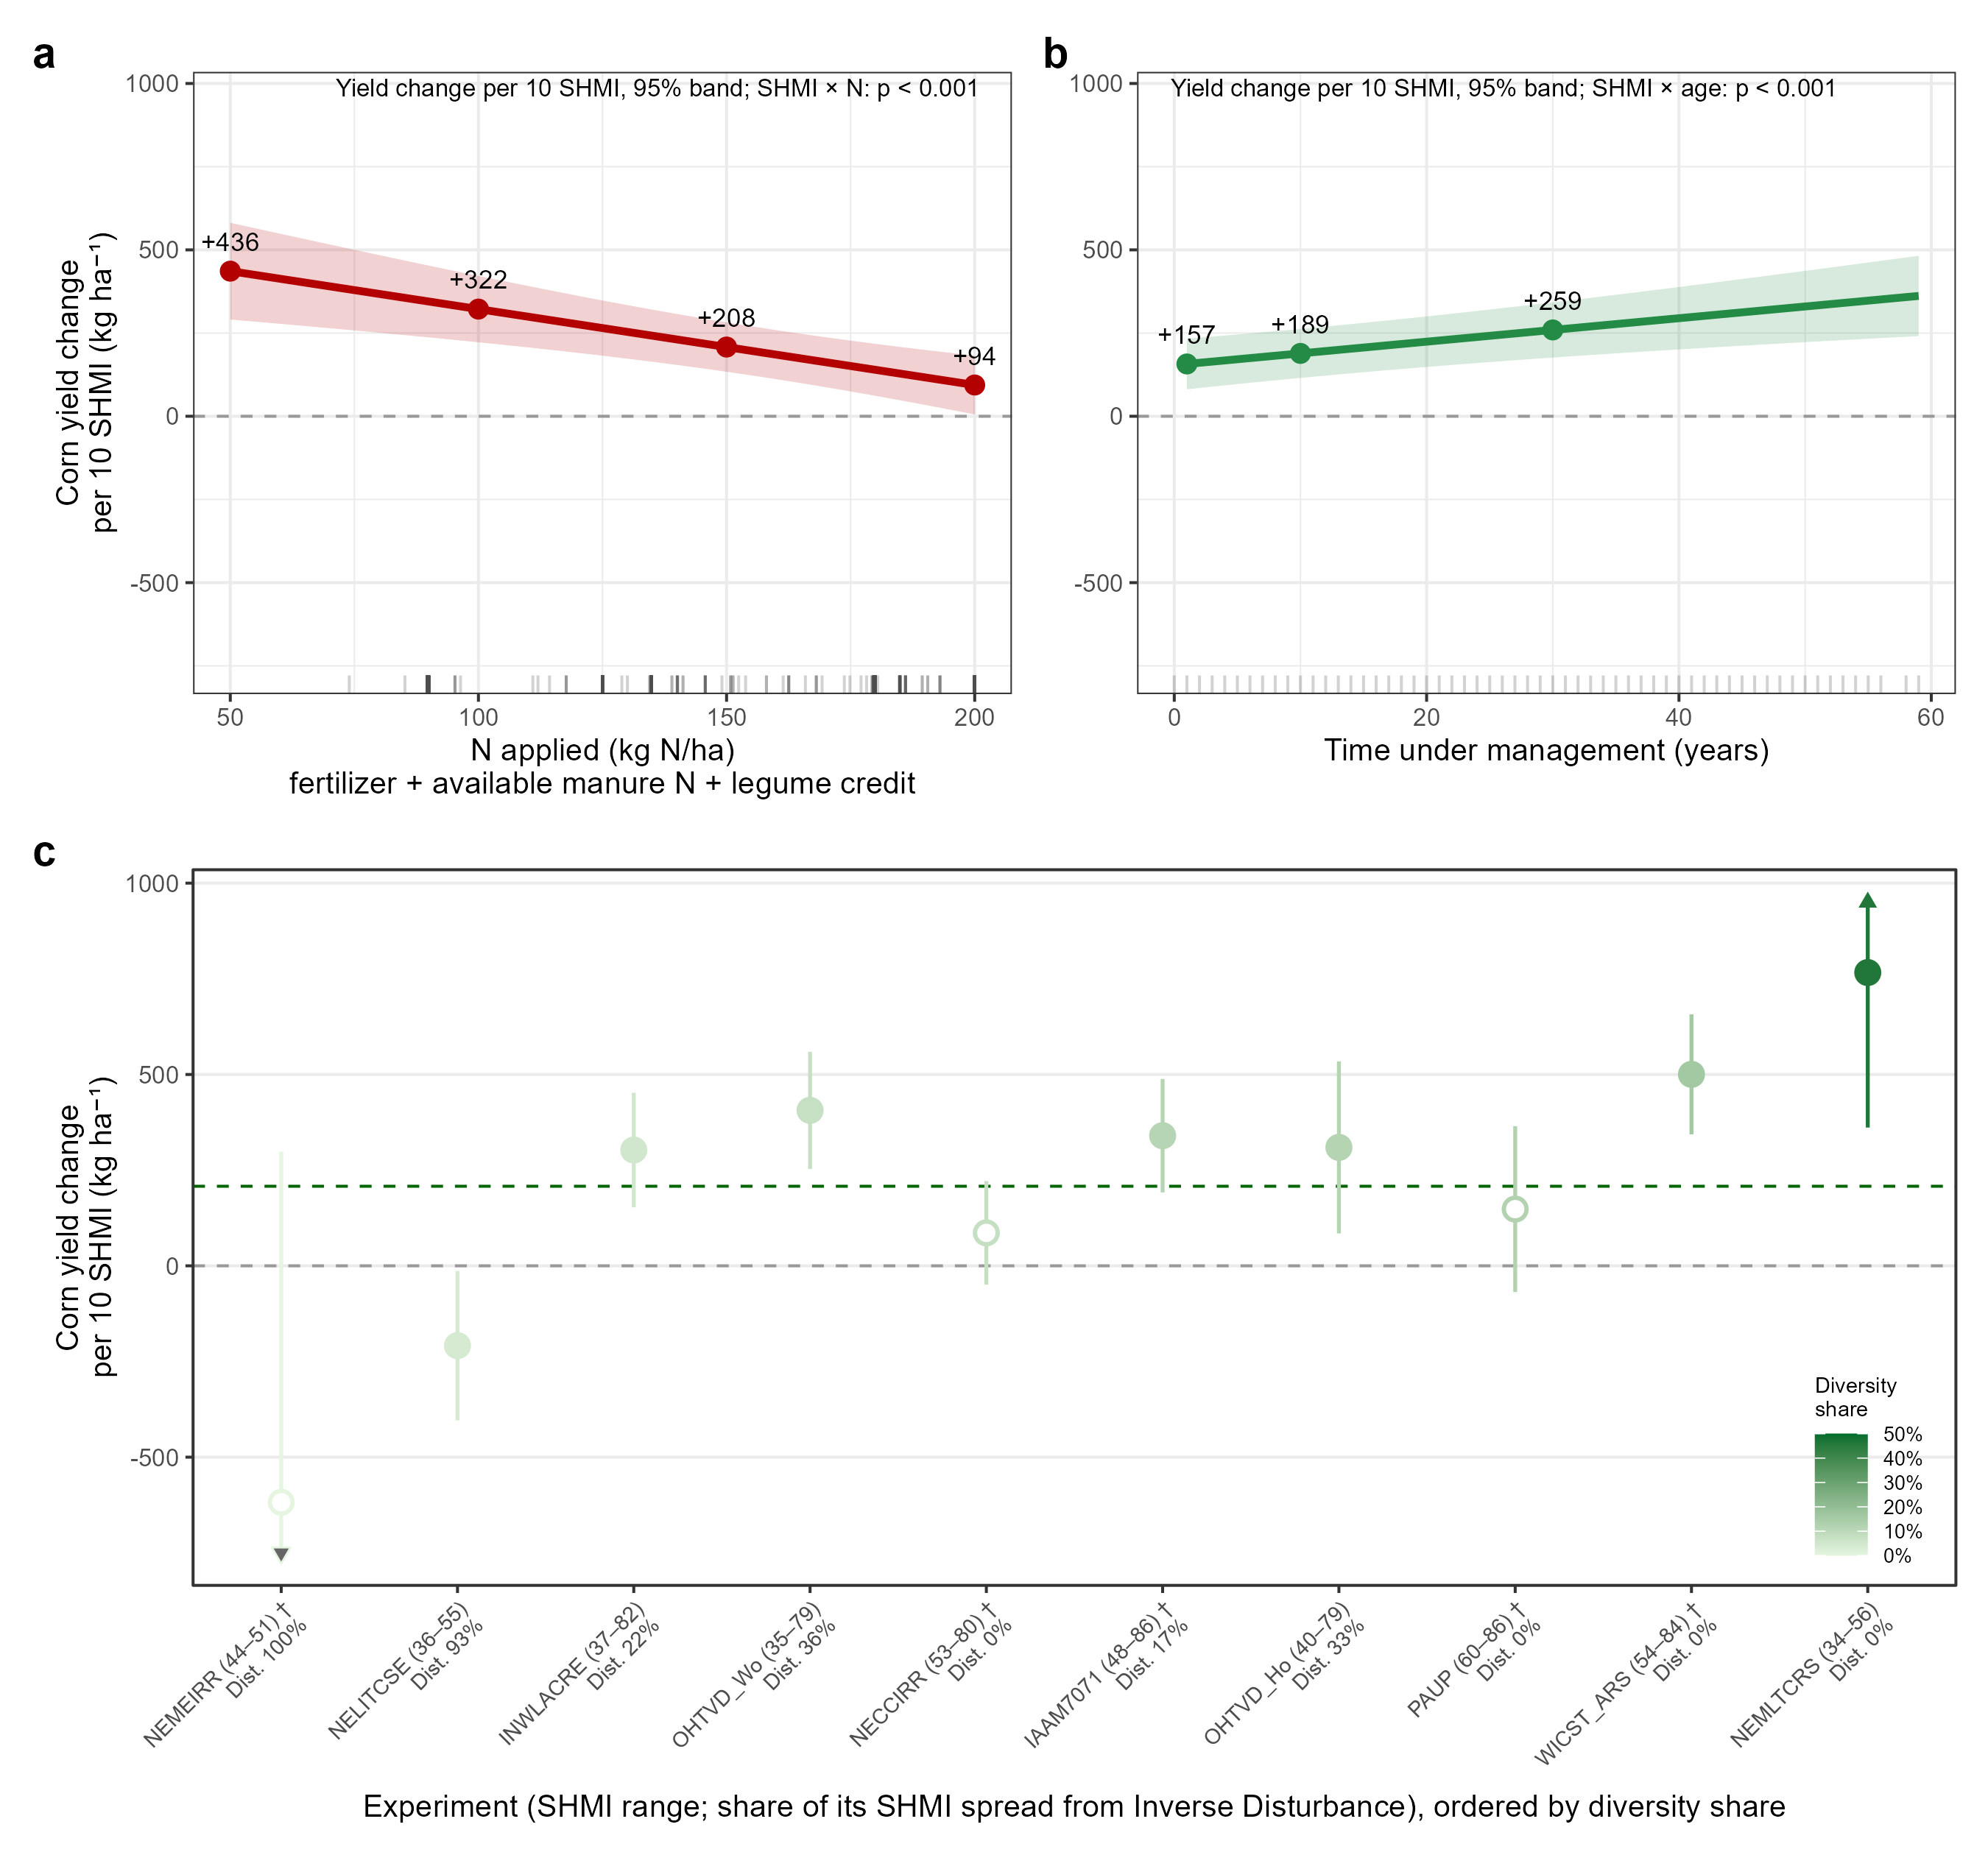 a
Yield change per 10 SHMI, 95% band; SHMI × N: p < 0.001
1000
500
0
-500
+436
+322
+208
+94
50
100
150
200
Corn yield change
per 10 SHMI (kg ha⁻¹)
N applied (kg N/ha)
fertilizer + available manure N + legume credit
b
Yield change per 10 SHMI, 95% band; SHMI × age: p < 0.001
1000
500
0
-500
+157
+189
+259
0
20
40
60
Time under management (years)
c
1000
500
0
-500
Corn yield change
per 10 SHMI (kg ha⁻¹)
Diversity
share
50%
40%
30%
20%
10%
0%
NEMEIRR (44–51) †
Dist. 100%
NELITCSE (36–55)
Dist. 93%
INWLACRE (37–82)
Dist. 22%
OHTVD_Wo (35–79)
Dist. 36%
NECCIRR (53–80) †
Dist. 0%
IAAM7071 (48–86) †
Dist. 17%
OHTVD_Ho (40–79)
Dist. 33%
PAUP (60–86) †
Dist. 0%
WICST_ARS (54–84) †
Dist. 0%
NEMLTCRS (34–56)
Dist. 0%
Experiment (SHMI range; share of its SHMI spread from Inverse Disturbance), ordered by diversity share